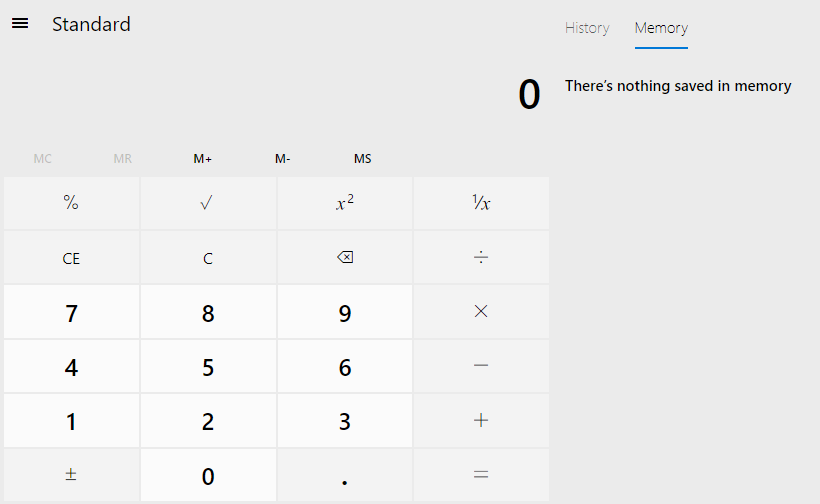 Standard
History Memory
0
There's nothing saved in memory
MC MR M+ M- MS
% √ x² ¹/x
CE C ⌫ ÷
7 8 9 ×
4 5 6 −
1 2 3 +
± 0 . =